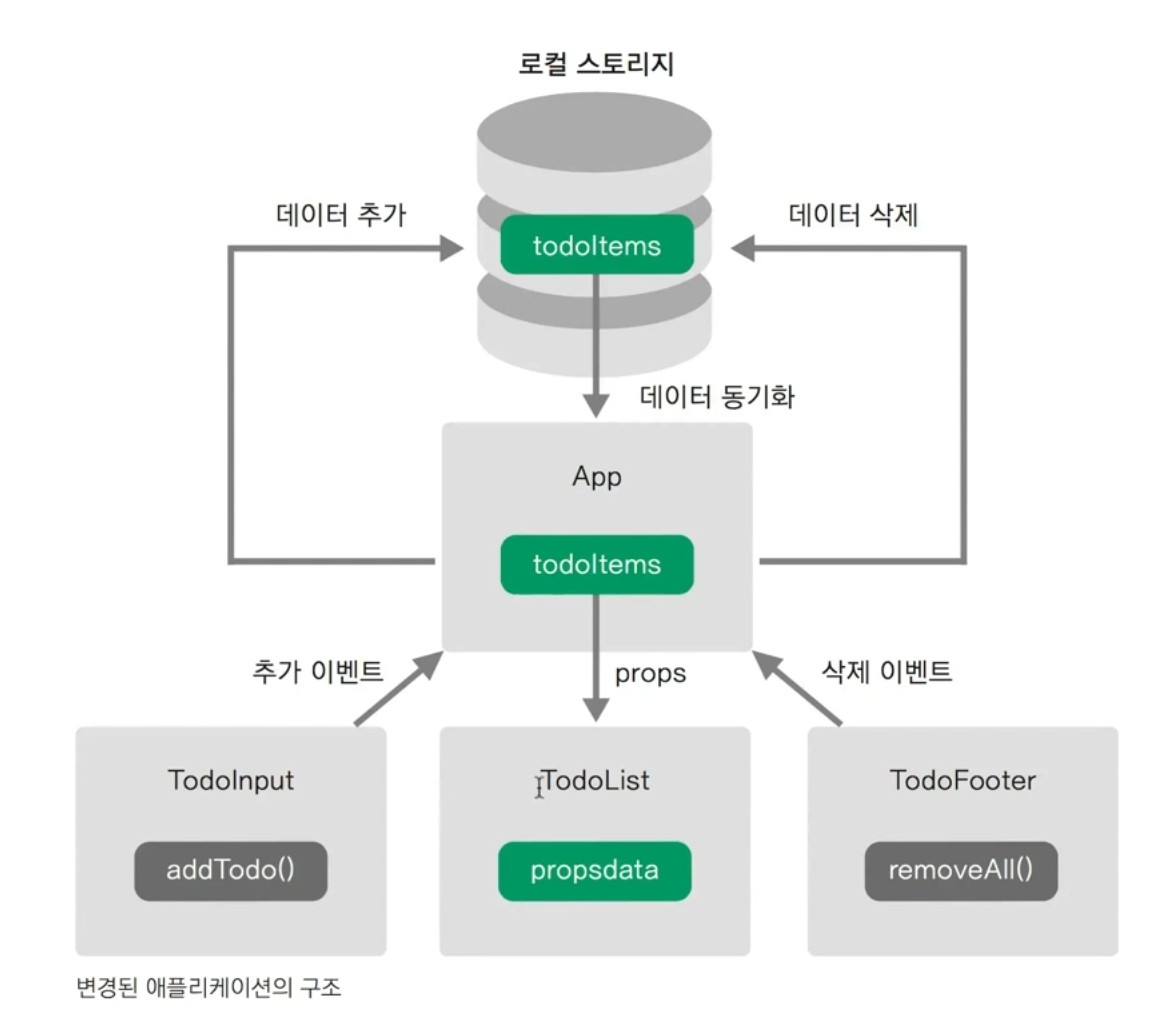 로컬 스토리지
데이터 추가
데이터 삭제
todoItems
데이터 동기화
App
todoItems
추가 이벤트
props
삭제 이벤트
TodoInput
TodoList
TodoFooter
addTodo()
propsdata
removeAll()
변경된 애플리케이션의 구조